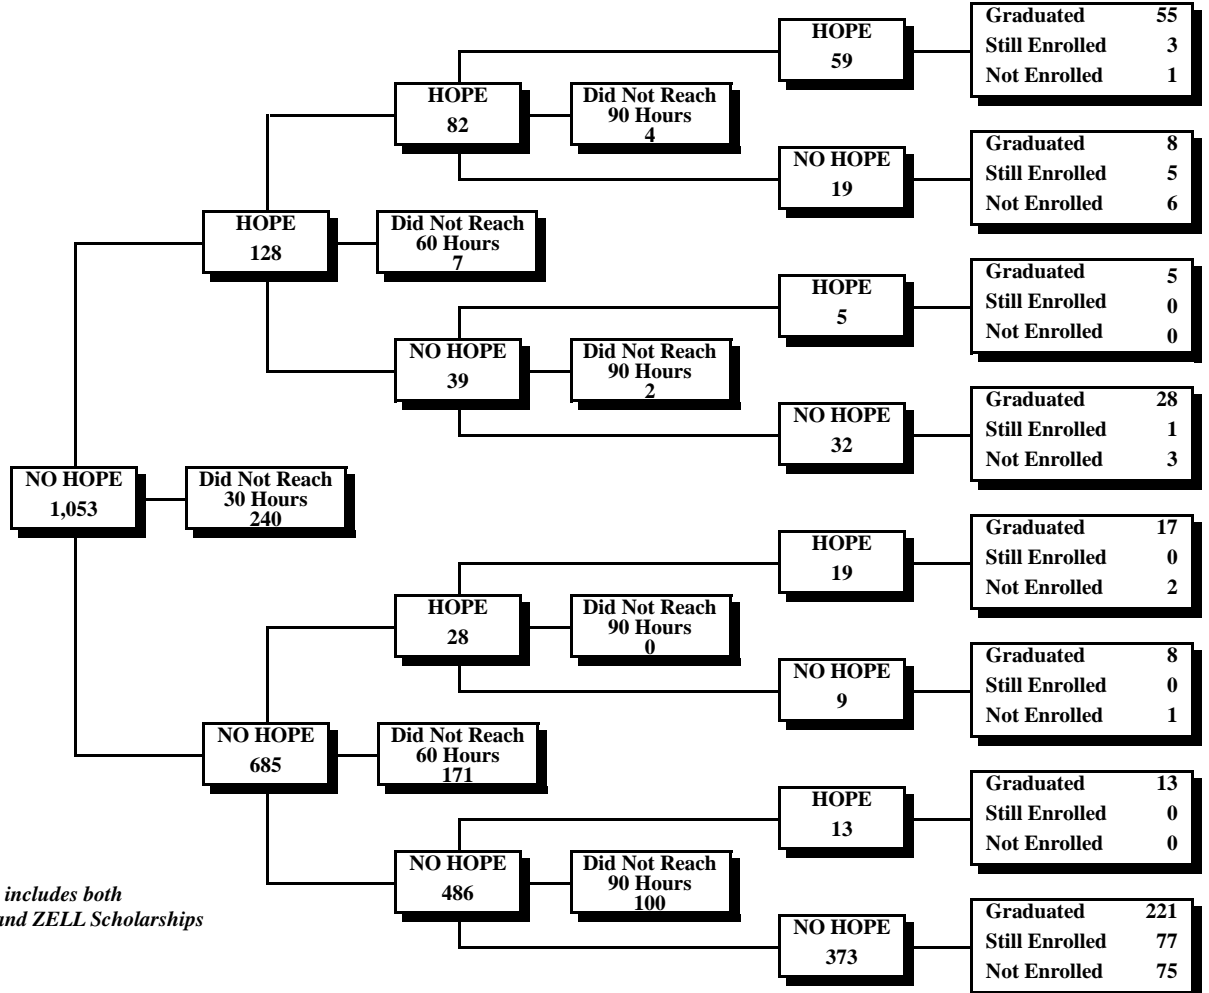 HOPE
59
Graduated 55
Still Enrolled 3
Not Enrolled 1
HOPE
82
Did Not Reach
90 Hours
4
NO HOPE
19
Graduated 8
Still Enrolled 5
Not Enrolled 6
HOPE
128
Did Not Reach
60 Hours
7
HOPE
5
Graduated 5
Still Enrolled 0
Not Enrolled 0
NO HOPE
39
Did Not Reach
90 Hours
2
NO HOPE
32
Graduated 28
Still Enrolled 1
Not Enrolled 3
NO HOPE
1,053
Did Not Reach
30 Hours
240
HOPE
19
Graduated 17
Still Enrolled 0
Not Enrolled 2
HOPE
28
Did Not Reach
90 Hours
0
NO HOPE
9
Graduated 8
Still Enrolled 0
Not Enrolled 1
NO HOPE
685
Did Not Reach
60 Hours
171
HOPE
13
Graduated 13
Still Enrolled 0
Not Enrolled 0
NO HOPE
486
Did Not Reach
90 Hours
100
NO HOPE
373
Graduated 221
Still Enrolled 77
Not Enrolled 75
includes both
and ZELL Scholarships